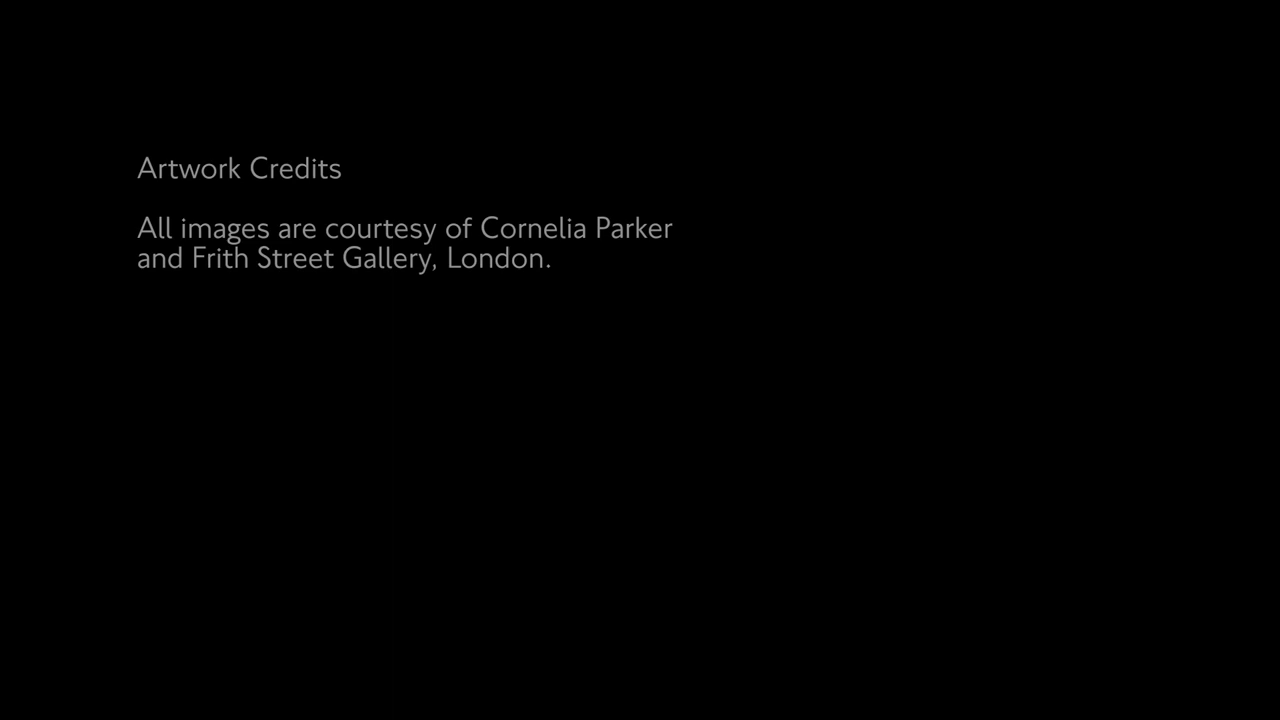 Artwork Credits
All images are courtesy of Cornelia Parker
and Frith Street Gallery, London.